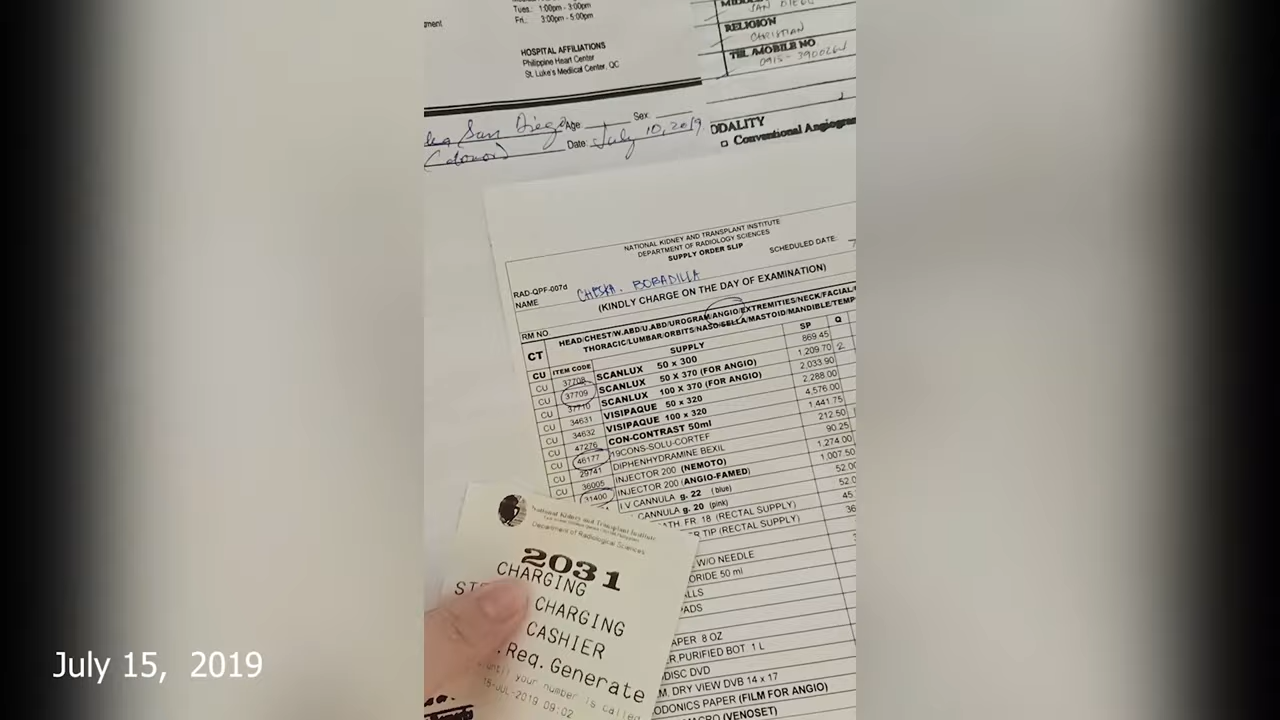 Tues.: 1:00pm - 3:00pm
Fri.: 3:00pm - 5:00pm
HOSPITAL AFFILIATIONS
Philippine Heart Center
St. Luke's Medical Center, QC
San Diego Age Sex
(donor) Date July 10, 2019
SAN DIEGO
RELIGION
CHRISTIAN
TEL/MOBILE NO
□ Conventional
NATIONAL KIDNEY AND TRANSPLANT INSTITUTE
DEPARTMENT OF RADIOLOGY SCIENCES
SUPPLY ORDER SLIP
SCHEDULED DATE:
RAD-QPF-007d
NAME CHESKA BOBADILLA
(KINDLY CHARGE ON THE DAY OF EXAMINATION)
RM NO
HEAD/CHEST/W.ABD/U.ABD/UROGRAM/ANGIO/EXTREMITIES/NECK/FACIAL/
THORACIC/LUMBAR/ORBITS/NASO/SELLA/MASTOID/MANDIBLE/TEMP
CT SUPPLY SP Q
CU ITEM CODE
CU 37708 SCANLUX 50 x 300 869.45
CU 37709 SCANLUX 50 x 370 (FOR ANGIO) 1,209.70 2
CU 37710 SCANLUX 100 x 370 (FOR ANGIO) 2,033.90
CU 34631 VISIPAQUE 50 x 320 2,288.00
CU 34632 VISIPAQUE 100 x 320 4,576.00
CU 47276 CON-CONTRAST 50ml 1,441.75
CU 46177 19CONS-SOLU-CORTEF 212.50
CU 29741 DIPHENHYDRAMINE BEXIL 90.25
CU 36005 INJECTOR 200 (NEMOTO) 1,274.00
31400 INJECTOR 200 (ANGIO-FAMED) 1,007.50
I V CANNULA g. 22 (blue) 52.00
CANNULA g. 20 (pink) 52.0
FR. 18 (RECTAL SUPPLY) 45
TIP (RECTAL SUPPLY) 36
W/O NEEDLE
50 ml
8 OZ
PURIFIED BOT 1 L
DISC DVD
DRY VIEW DVB 14 x 17
PAPER (FILM FOR ANGIO)
(VENOSET)
National Kidney and Transplant Institute
Department of Radiological Sciences
2031
CHARGING
CHARGING
CASHIER
.Req.Generate
until your number is called
15-JUL-2019 09:02
July 15, 2019